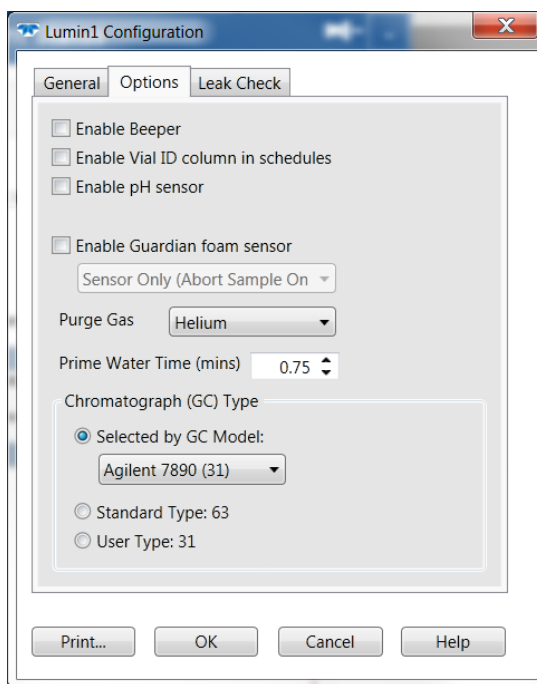 Lumin1 Configuration
General Options Leak Check
Enable Beeper
Enable Vial ID column in schedules
Enable pH sensor
Enable Guardian foam sensor
Sensor Only (Abort Sample On
Purge Gas Helium
Prime Water Time (mins) 0.75
Chromatograph (GC) Type
Selected by GC Model:
Agilent 7890 (31)
Standard Type: 63
User Type: 31
Print... OK Cancel Help